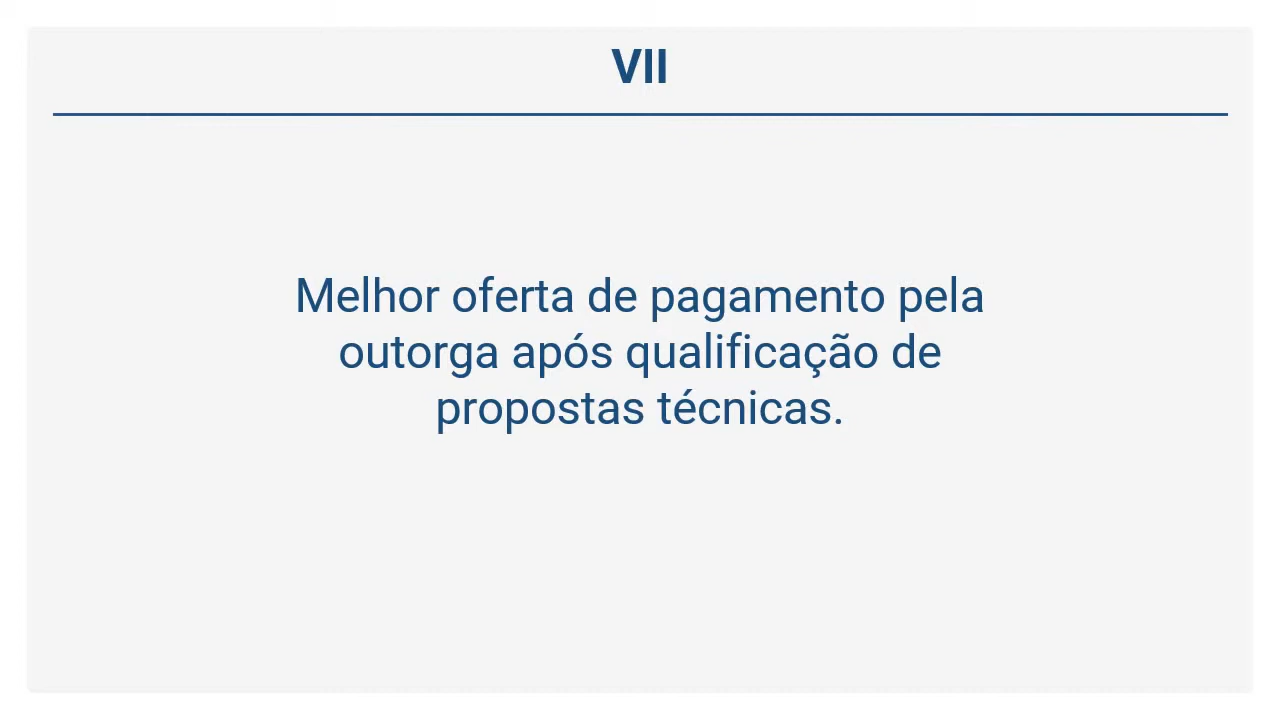 VII
Melhor oferta de pagamento pela
outorga após qualificação de
propostas técnicas.